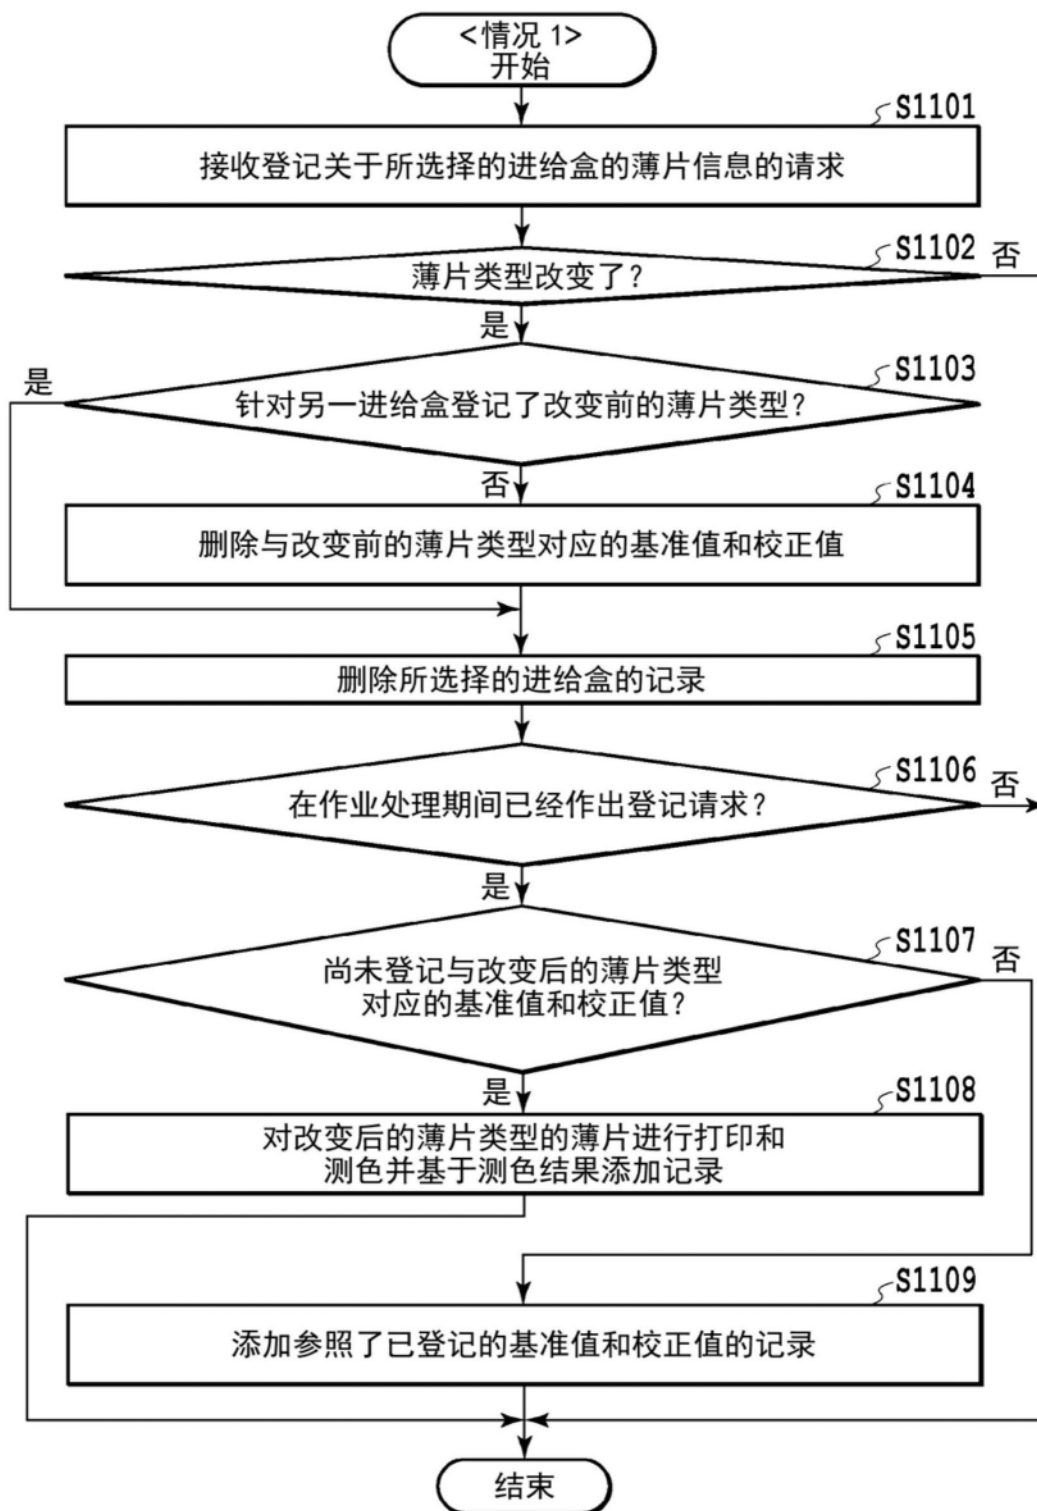 <情况 1>
开始
S1101
接收登记关于所选择的进给盒的薄片信息的请求
S1102
薄片类型改变了?
否
是
S1103
是
针对另一进给盒登记了改变前的薄片类型?
否
S1104
删除与改变前的薄片类型对应的基准值和校正值
S1105
删除所选择的进给盒的记录
S1106
在作业处理期间已经作出登记请求?
否
是
S1107
尚未登记与改变后的薄片类型
对应的基准值和校正值?
否
是
S1108
对改变后的薄片类型的薄片进行打印和
测色并基于测色结果添加记录
S1109
添加参照了已登记的基准值和校正值的记录
结束